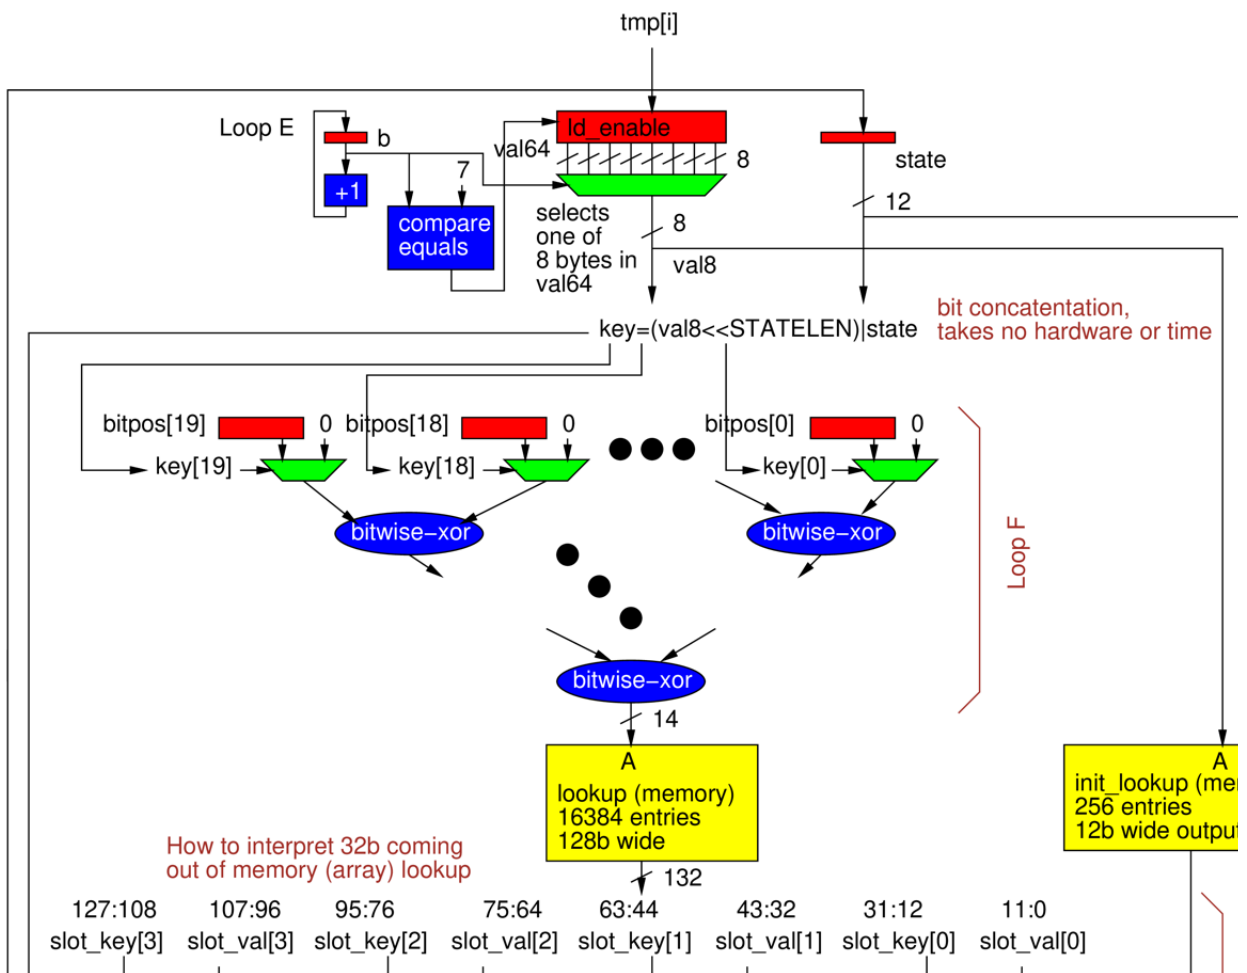 tmp[i]
Loop E
b
ld_enable
val64
8
state
+1
7
12
compare
equals
selects
one of
8 bytes in
val64
8
val8
bit concatentation,
takes no hardware or time
key=(val8<<STATELEN)|state
bitpos[19]
0
bitpos[18]
0
bitpos[0]
0
key[19]
key[18]
key[0]
bitwise-xor
bitwise-xor
Loop F
bitwise-xor
14
A
lookup (memory)
16384 entries
128b wide
A
init_lookup (me
256 entries
12b wide output
How to interpret 32b coming
out of memory (array) lookup
132
127:108 107:96 95:76 75:64 63:44 43:32 31:12 11:0
slot_key[3] slot_val[3] slot_key[2] slot_val[2] slot_key[1] slot_val[1] slot_key[0] slot_val[0]